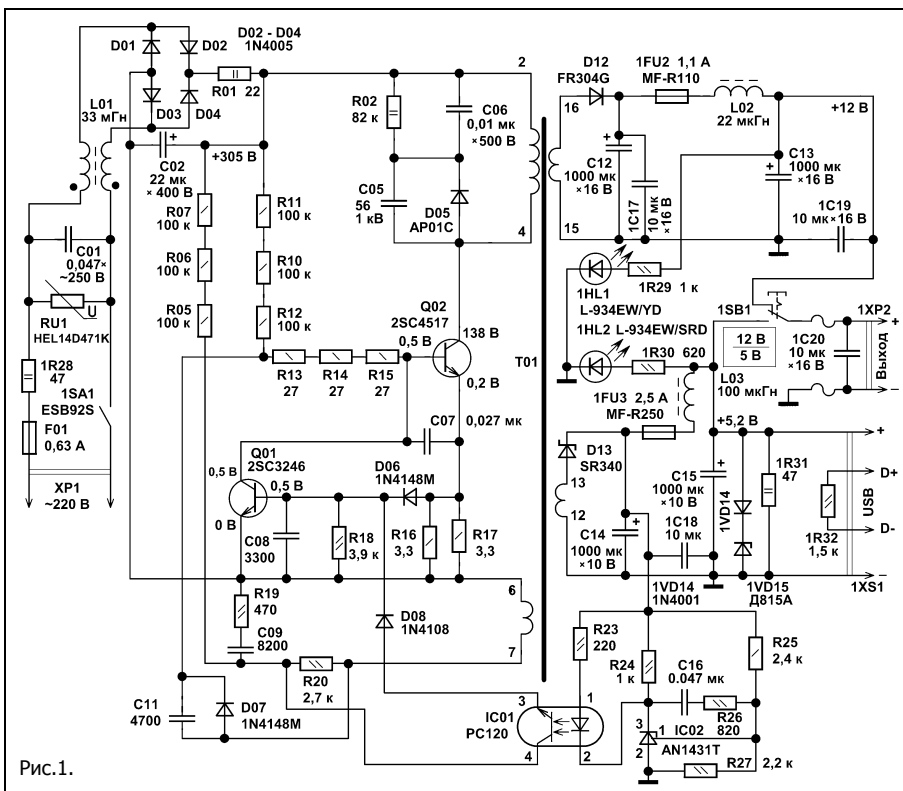 D01
D02
D02 - D04
1N4005
R01 22
D03
D04
L01
33 мГн
C02
22 мк
× 400 В
+305 В
R02
82 к
C06
0,01 мк
×500 В
C05
56
1 кВ
D05
AP01C
2
4
16
15
D12
FR304G
1FU2 1,1 А
MF-R110
L02
22 мкГн
+12 В
C12
1000 мк
×16 В
1C17
10 мк
×16 В
C13
1000 мк
×16 В
1C19
10 мк×16 В
R07
100 к
R11
100 к
R06
100 к
R10
100 к
R05
100 к
R12
100 к
C01
0,047×
~250 В
RU1
U
HEL14D471K
1R28
47
1SA1
ESB92S
F01
0,63 А
XP1
~220 В
R13
27
R14
27
R15
27
Q02
2SC4517
0,5 В
138 В
0,2 В
T01
1HL1
L-934EW/YD
1R29 1 к
1HL2 L-934EW/SRD
1R30 620
1SB1
12 В
5 В
1XP2
+
1C20
10 мк
×16 В
Выход
−
L03
100 мкГн
1FU3 2,5 А
MF-R250
+5,2 В
C07
0,027 мк
Q01
2SC3246
0,5 В
0,5 В
0 В
D06
1N4148M
C08
3300
R18
3,9 к
R16
3,3
R17
3,3
D13
SR340
13
12
C14
1000 мк
×10 В
C15
1000 мк
×10 В
1C18
10 мк
1VD14
1R31
47
+
D+
D-
USB
1R32
1,5 к
−
1XS1
1VD14
1N4001
1VD15
Д815А
R19
470
C09
8200
D08
1N4108
6
7
R20
2,7 к
C11
4700
D07
1N4148M
R23
220
R24
1 к
C16
0.047 мк
R25
2,4 к
R26
820
3
4
1
2
IC01
PC120
3
1
2
IC02
AN1431T
R27 2,2 к
Рис.1.